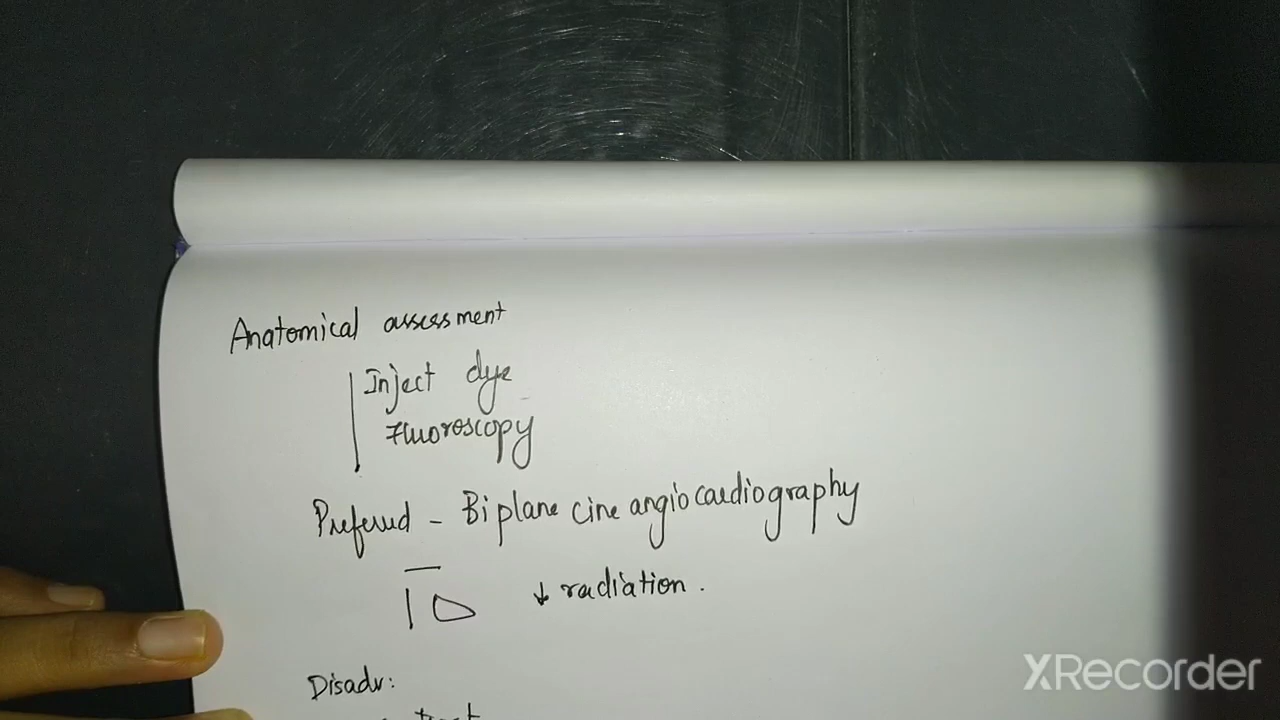 Anatomical assessment
Inject dye
Fluoroscopy
Preferred - Biplane cine angiocardiography
↓ radiation.
Disadv:
XRecorder